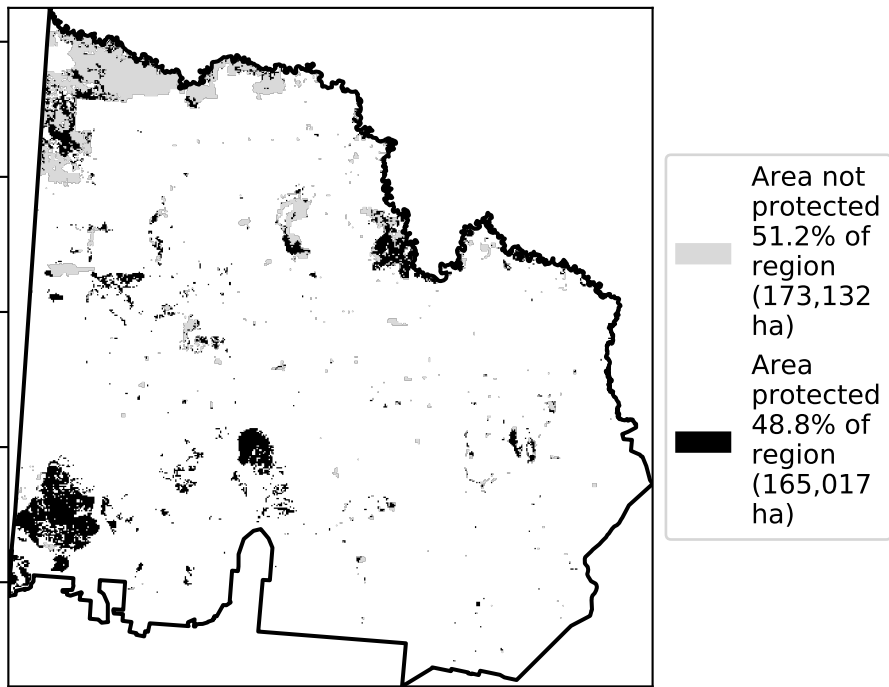 Area not
protected
51.2% of
region
(173,132
ha)
Area
protected
48.8% of
region
(165,017
ha)